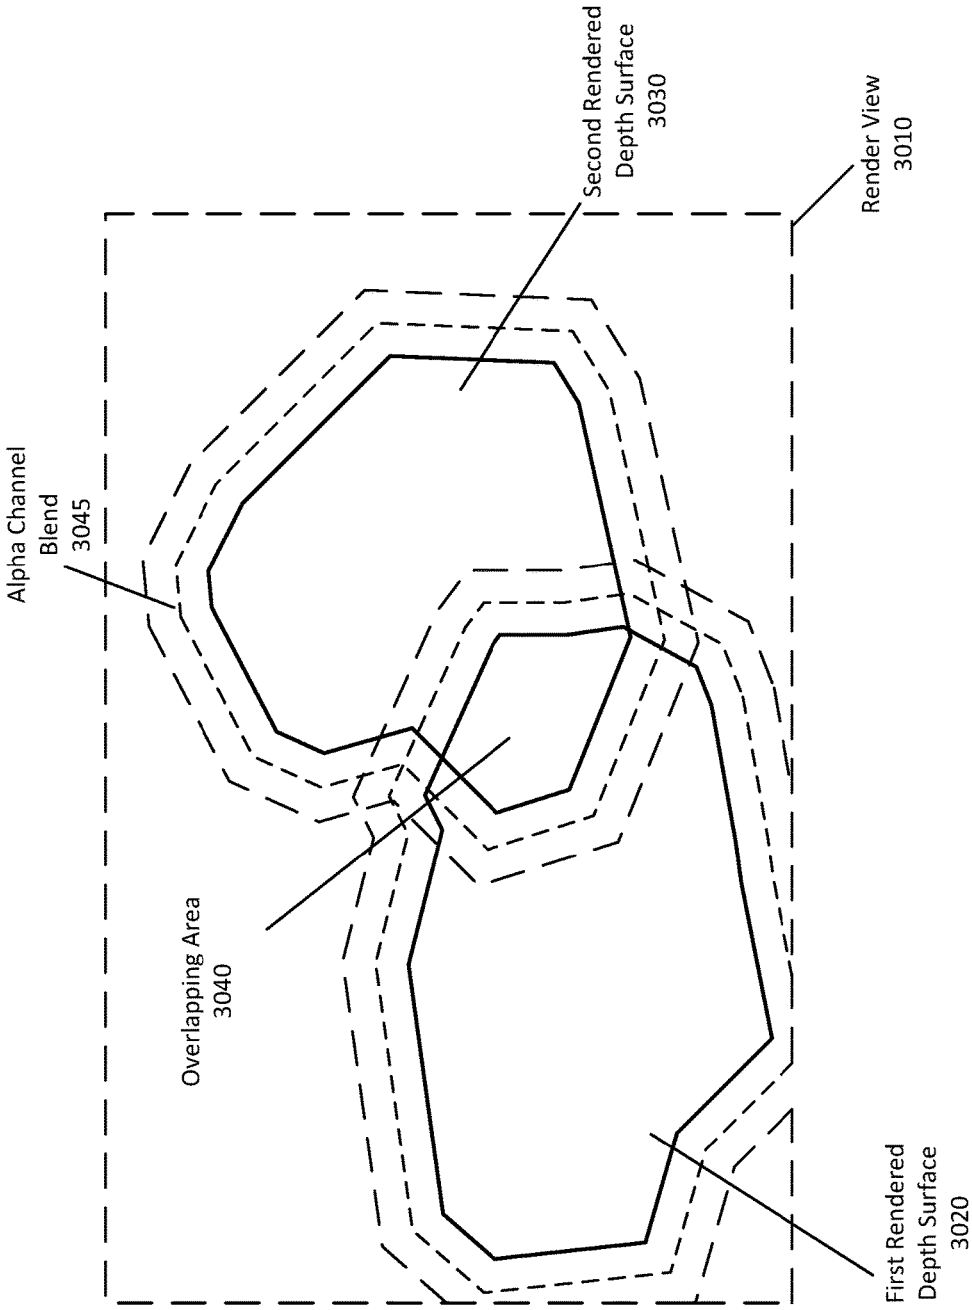 Alpha Channel
Blend
3045
Overlapping Area
3040
Second Rendered
Depth Surface
3030
Render View
3010
First Rendered
Depth Surface
3020